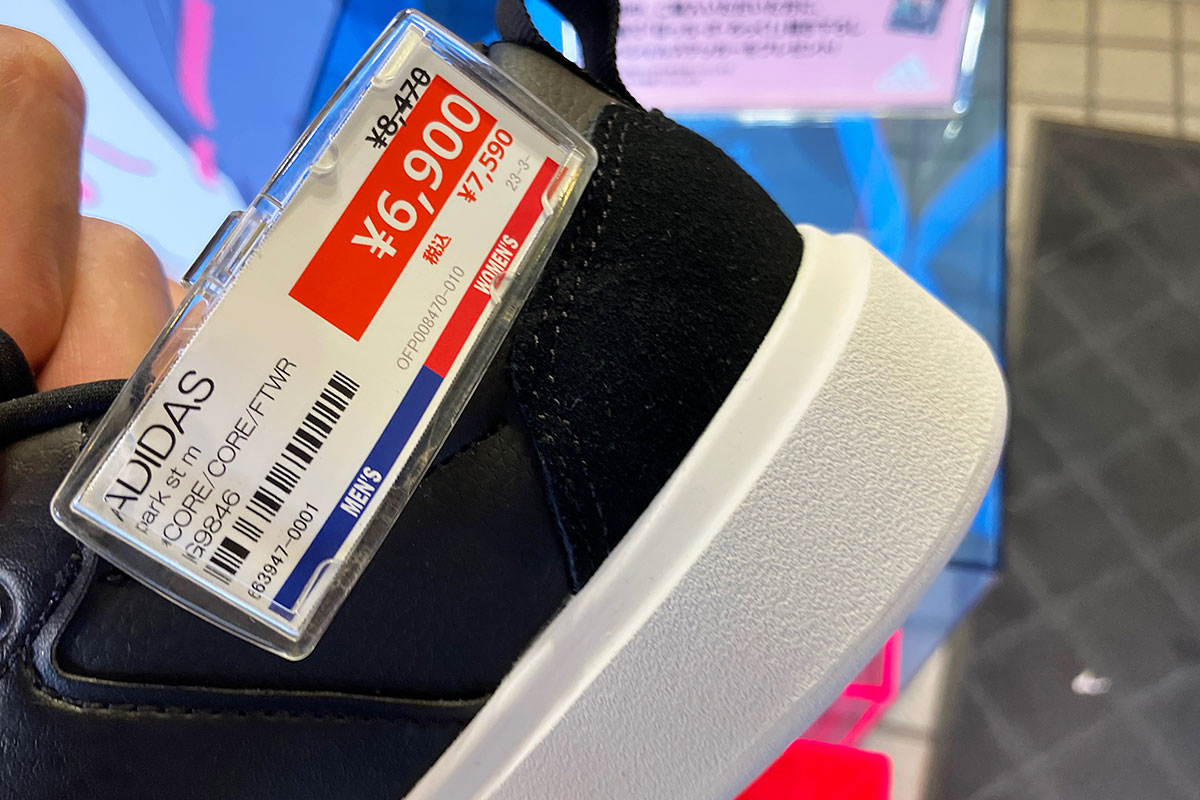 ¥8,470
¥6,900
税込
¥7,590
23-3-
OFP008470-010
WOMEN'S
ADIDAS
park st m
*CORE/CORE/FTWR
G9846
663947-0001
MEN'S